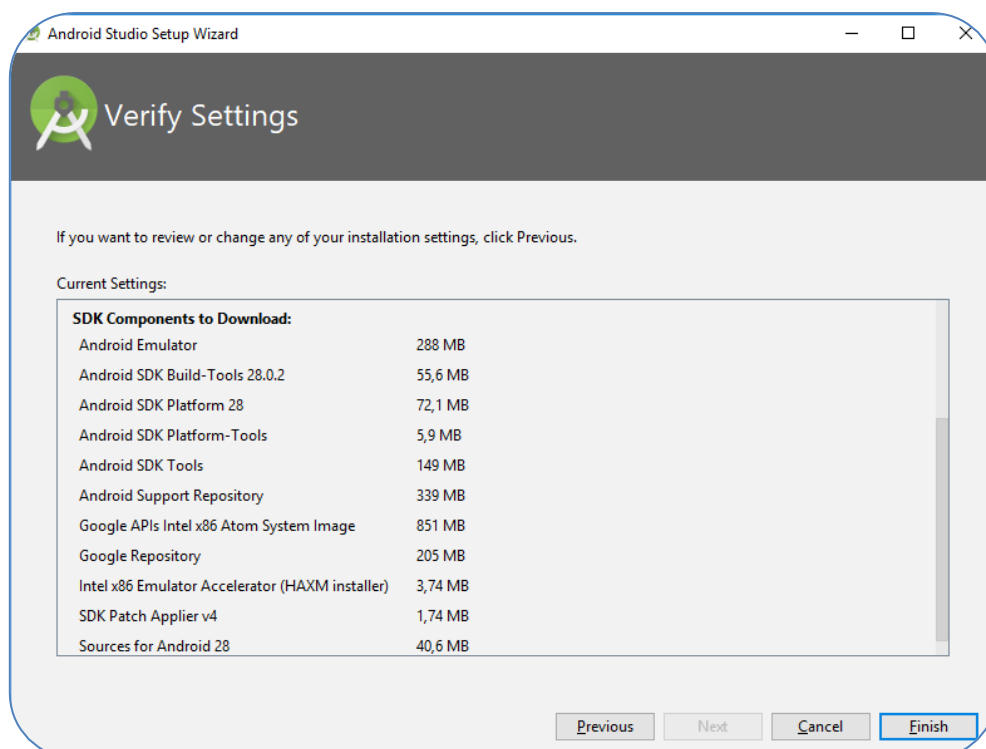 Android Studio Setup Wizard
Verify Settings
If you want to review or change any of your installation settings, click Previous.
Current Settings:
SDK Components to Download:
Android Emulator 288 MB
Android SDK Build-Tools 28.0.2 55,6 MB
Android SDK Platform 28 72,1 MB
Android SDK Platform-Tools 5,9 MB
Android SDK Tools 149 MB
Android Support Repository 339 MB
Google APIs Intel x86 Atom System Image 851 MB
Google Repository 205 MB
Intel x86 Emulator Accelerator (HAXM installer) 3,74 MB
SDK Patch Applier v4 1,74 MB
Sources for Android 28 40,6 MB
Previous Next Cancel Finish